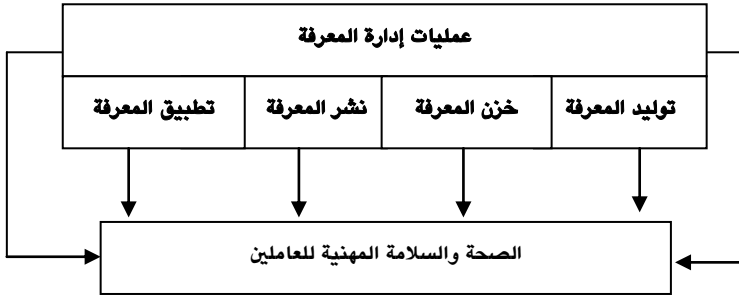 عمليات إدارة المعرفة
توليد المعرفة
خزن المعرفة
نشر المعرفة
تطبيق المعرفة
الصحة والسلامة المهنية للعاملين